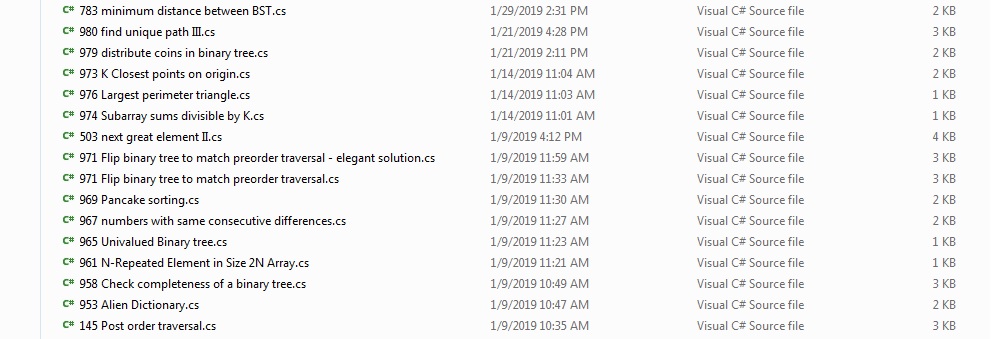 C# 783 minimum distance between BST.cs 1/29/2019 2:31 PM Visual C# Source file 2 KB
C# 980 find unique path III.cs 1/21/2019 4:28 PM Visual C# Source file 3 KB
C# 979 distribute coins in binary tree.cs 1/21/2019 2:11 PM Visual C# Source file 2 KB
C# 973 K Closest points on origin.cs 1/14/2019 11:04 AM Visual C# Source file 2 KB
C# 976 Largest perimeter triangle.cs 1/14/2019 11:03 AM Visual C# Source file 1 KB
C# 974 Subarray sums divisible by K.cs 1/14/2019 11:01 AM Visual C# Source file 1 KB
C# 503 next great element II.cs 1/9/2019 4:12 PM Visual C# Source file 4 KB
C# 971 Flip binary tree to match preorder traversal - elegant solution.cs 1/9/2019 11:59 AM Visual C# Source file 3 KB
C# 971 Flip binary tree to match preorder traversal.cs 1/9/2019 11:33 AM Visual C# Source file 3 KB
C# 969 Pancake sorting.cs 1/9/2019 11:30 AM Visual C# Source file 2 KB
C# 967 numbers with same consecutive differences.cs 1/9/2019 11:27 AM Visual C# Source file 2 KB
C# 965 Univalued Binary tree.cs 1/9/2019 11:23 AM Visual C# Source file 1 KB
C# 961 N-Repeated Element in Size 2N Array.cs 1/9/2019 11:21 AM Visual C# Source file 1 KB
C# 958 Check completeness of a binary tree.cs 1/9/2019 10:49 AM Visual C# Source file 3 KB
C# 953 Alien Dictionary.cs 1/9/2019 10:47 AM Visual C# Source file 2 KB
C# 145 Post order traversal.cs 1/9/2019 10:35 AM Visual C# Source file 3 KB